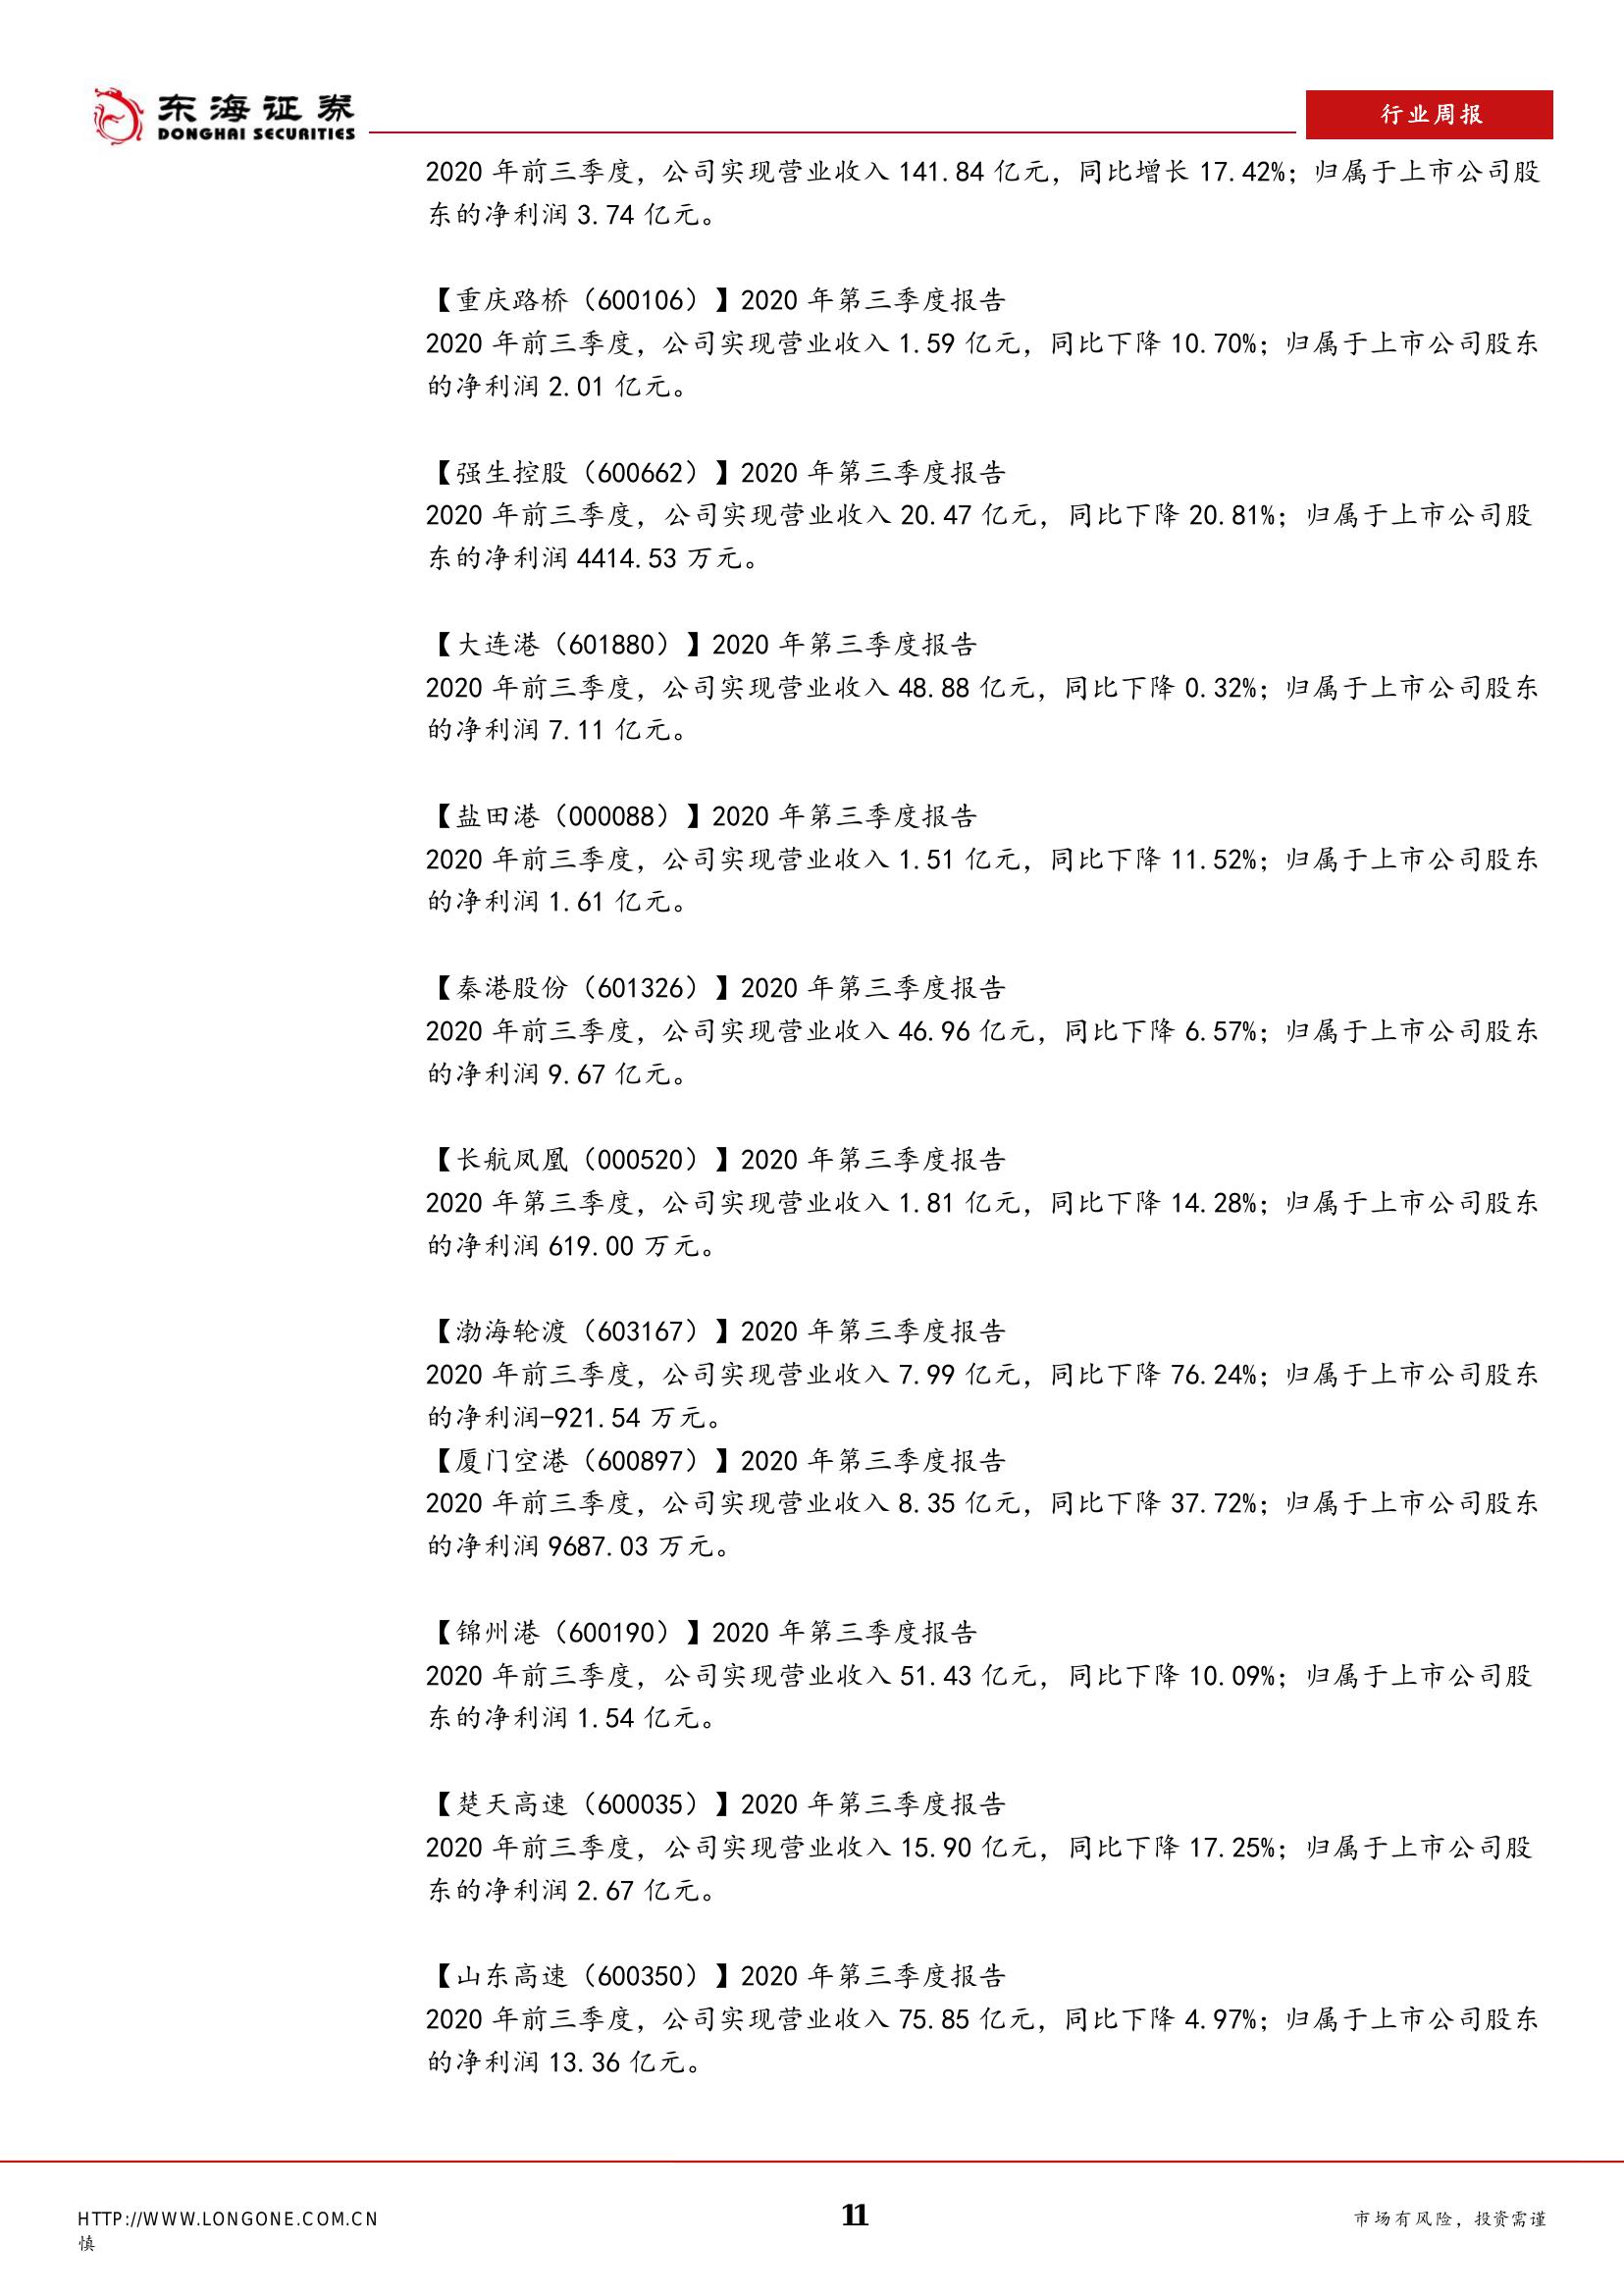 东海证券
DONGHAI SECURITIES
行业周报
2020 年前三季度，公司实现营业收入 141.84 亿元，同比增长 17.42%；归属于上市公司股
东的净利润 3.74 亿元。
【重庆路桥（600106）】2020 年第三季度报告
2020 年前三季度，公司实现营业收入 1.59 亿元，同比下降 10.70%；归属于上市公司股东
的净利润 2.01 亿元。
【强生控股（600662）】2020 年第三季度报告
2020 年前三季度，公司实现营业收入 20.47 亿元，同比下降 20.81%；归属于上市公司股
东的净利润 4414.53 万元。
【大连港（601880）】2020 年第三季度报告
2020 年前三季度，公司实现营业收入 48.88 亿元，同比下降 0.32%；归属于上市公司股东
的净利润 7.11 亿元。
【盐田港（000088）】2020 年第三季度报告
2020 年前三季度，公司实现营业收入 1.51 亿元，同比下降 11.52%；归属于上市公司股东
的净利润 1.61 亿元。
【秦港股份（601326）】2020 年第三季度报告
2020 年前三季度，公司实现营业收入 46.96 亿元，同比下降 6.57%；归属于上市公司股东
的净利润 9.67 亿元。
【长航凤凰（000520）】2020 年第三季度报告
2020 年第三季度，公司实现营业收入 1.81 亿元，同比下降 14.28%；归属于上市公司股东
的净利润 619.00 万元。
【渤海轮渡（603167）】2020 年第三季度报告
2020 年前三季度，公司实现营业收入 7.99 亿元，同比下降 76.24%；归属于上市公司股东
的净利润-921.54 万元。
【厦门空港（600897）】2020 年第三季度报告
2020 年前三季度，公司实现营业收入 8.35 亿元，同比下降 37.72%；归属于上市公司股东
的净利润 9687.03 万元。
【锦州港（600190）】2020 年第三季度报告
2020 年前三季度，公司实现营业收入 51.43 亿元，同比下降 10.09%；归属于上市公司股
东的净利润 1.54 亿元。
【楚天高速（600035）】2020 年第三季度报告
2020 年前三季度，公司实现营业收入 15.90 亿元，同比下降 17.25%；归属于上市公司股
东的净利润 2.67 亿元。
【山东高速（600350）】2020 年第三季度报告
2020 年前三季度，公司实现营业收入 75.85 亿元，同比下降 4.97%；归属于上市公司股东
的净利润 13.36 亿元。
HTTP://WWW.LONGONE.COM.CN 11 市场有风险，投资需谨
慎